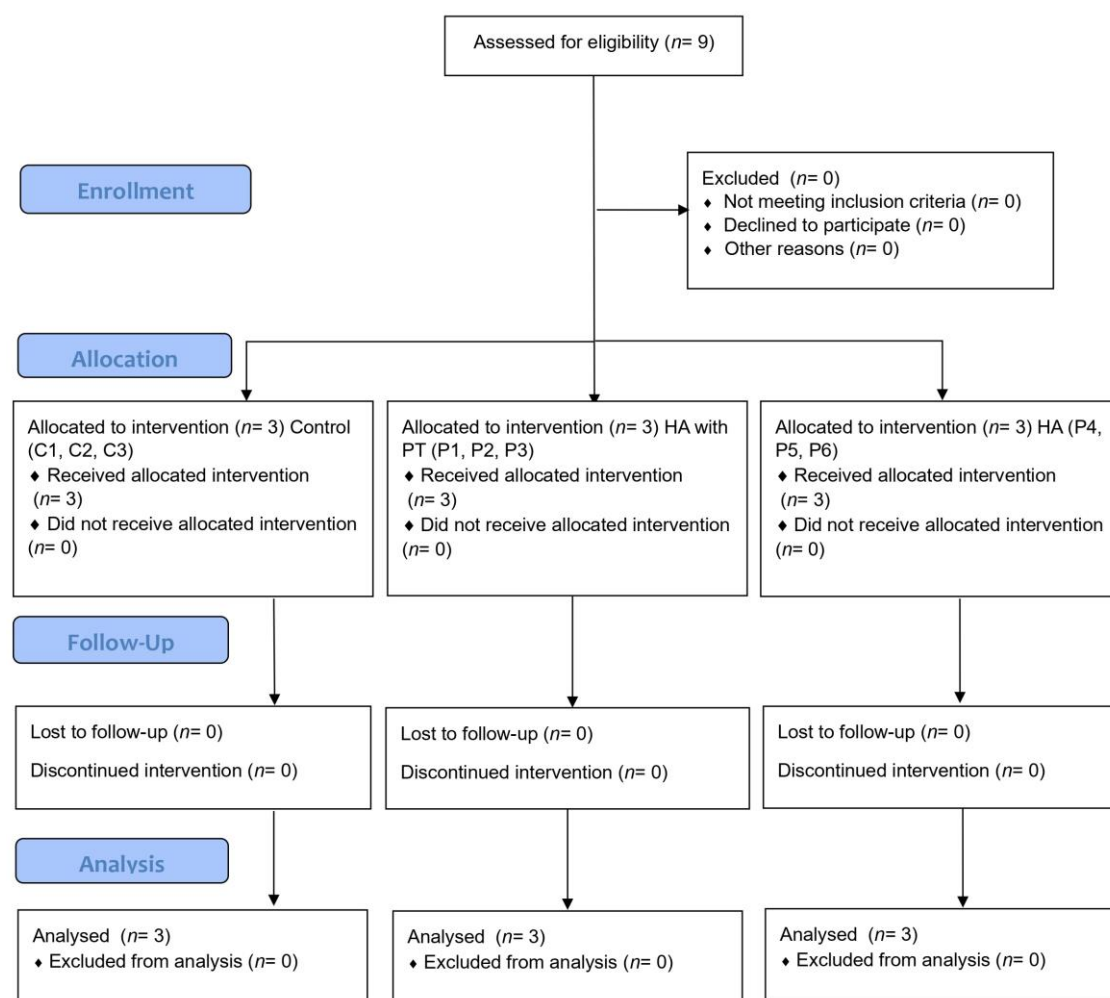 Assessed for eligibility (n= 9)
Enrollment
Excluded (n= 0)
♦ Not meeting inclusion criteria (n= 0)
♦ Declined to participate (n= 0)
♦ Other reasons (n= 0)
Allocation
Allocated to intervention (n= 3) Control
(C1, C2, C3)
♦ Received allocated intervention
(n= 3)
♦ Did not receive allocated intervention
(n= 0)
Allocated to intervention (n= 3) HA with
PT (P1, P2, P3)
♦ Received allocated intervention
(n= 3)
♦ Did not receive allocated intervention
(n= 0)
Allocated to intervention (n= 3) HA (P4,
P5, P6)
♦ Received allocated intervention
(n= 3)
♦ Did not receive allocated intervention
(n= 0)
Follow-Up
Lost to follow-up (n= 0)
Discontinued intervention (n= 0)
Lost to follow-up (n= 0)
Discontinued intervention (n= 0)
Lost to follow-up (n= 0)
Discontinued intervention (n= 0)
Analysis
Analysed (n= 3)
♦ Excluded from analysis (n= 0)
Analysed (n= 3)
♦ Excluded from analysis (n= 0)
Analysed (n= 3)
♦ Excluded from analysis (n= 0)